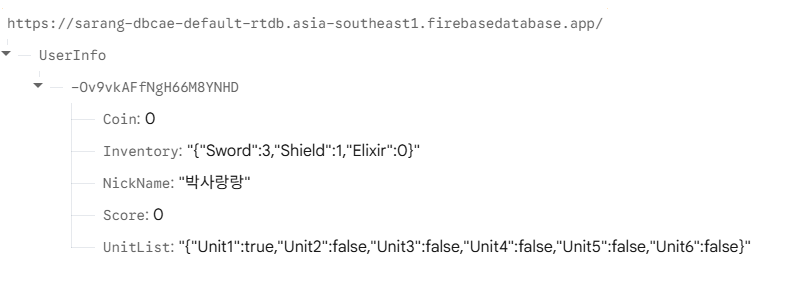 https://sarang-dbcae-default-rtdb.asia-southeast1.firebasedatabase.app/
UserInfo
-Ov9vkAFfNgH66M8YNHD
Coin: 0
Inventory: "{"Sword":3,"Shield":1,"Elixir":0}"
NickName: "박사랑랑"
Score: 0
UnitList: "{"Unit1":true,"Unit2":false,"Unit3":false,"Unit4":false,"Unit5":false,"Unit6":false}"